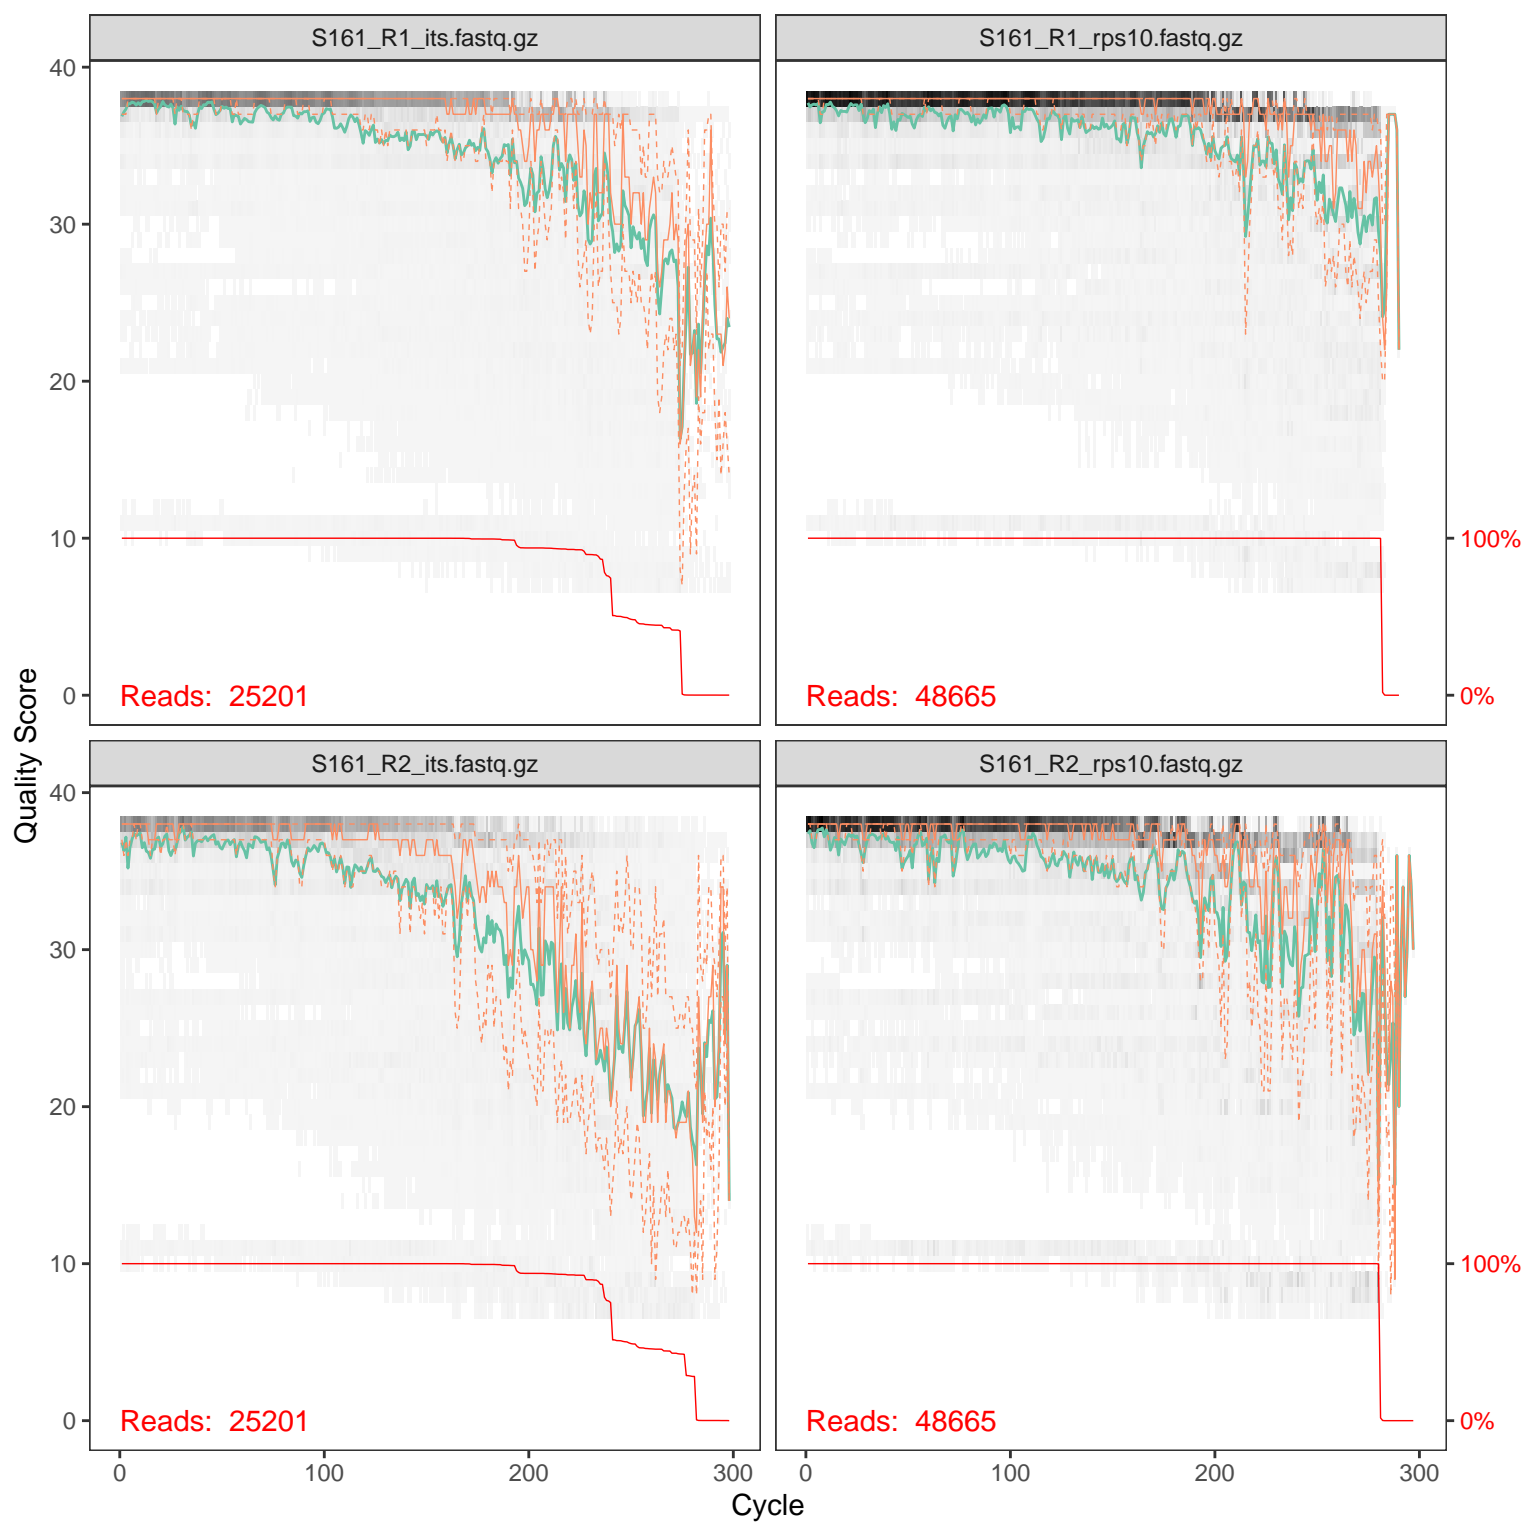 S161_R1_its.fastq.gz
S161_R1_rps10.fastq.gz
40
30
20
10
0
Reads: 25201
Reads: 48665
100%
0%
Quality Score
S161_R2_its.fastq.gz
S161_R2_rps10.fastq.gz
40
30
20
10
0
Reads: 25201
Reads: 48665
100%
0%
0 100 200 300
0 100 200 300
Cycle